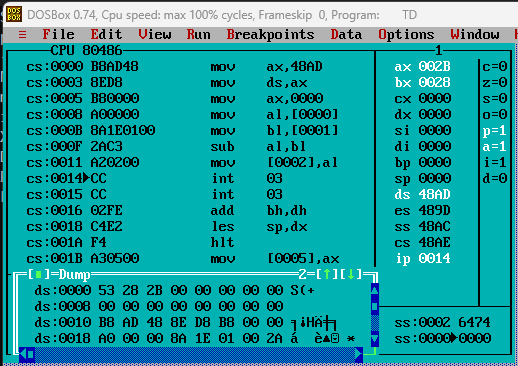 DOSBox 0.74, Cpu speed: max 100% cycles, Frameskip 0, Program: TD
≡ File Edit View Run Breakpoints Data Options Window H
CPU 80486 1
cs:0000 B8AD48 mov ax,48AD ax 002B c=0
cs:0003 8ED8 mov ds,ax bx 0028 z=0
cs:0005 B80000 mov ax,0000 cx 0000 s=0
cs:0008 A00000 mov al,[0000] dx 0000 o=0
cs:000B 8A1E0100 mov bl,[0001] si 0000 p=1
cs:000F 2AC3 sub al,bl di 0000 a=1
cs:0011 A20200 mov [0002],al bp 0000 i=1
cs:0014►CC int 03 sp 0000 d=0
cs:0015 CC int 03 ds 48AD
cs:0016 02FE add bh,dh es 489D
cs:0018 C4E2 les sp,dx ss 48AC
cs:001A F4 hlt cs 48AE
cs:001B A30500 mov [0005],ax ip 0014
[■]=Dump 2=[↑][↓]
ds:0000 53 28 2B 00 00 00 00 00 S(+
ds:0008 00 00 00 00 00 00 00 00
ds:0010 B8 AD 48 8E D8 B8 00 00 ╕¡HÄ╪╕
ds:0018 A0 00 00 8A 1E 01 00 2A á è▲☺ *
ss:0002 6474
ss:0000►0000